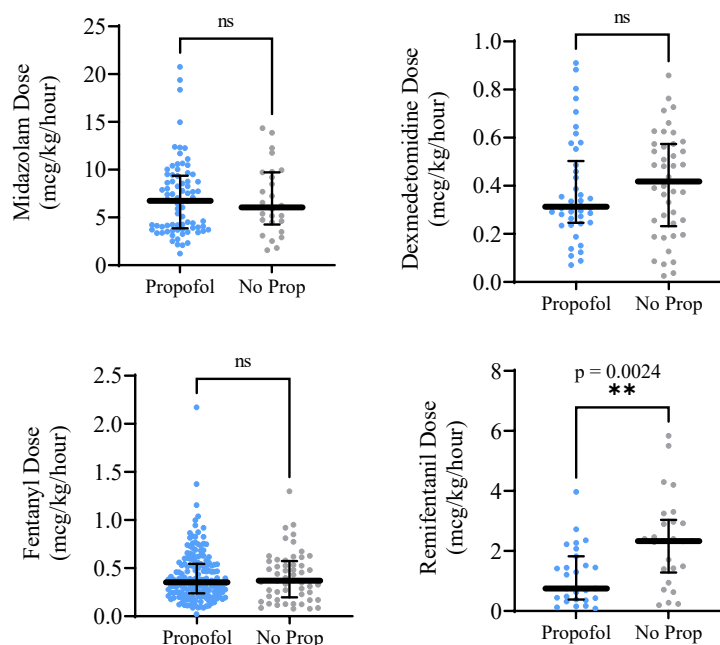 ns
25
20
15
10
5
0
Midazolam Dose
(mcg/kg/hour)
Propofol No Prop
ns
1.0
0.8
0.6
0.4
0.2
0.0
Dexmedetomidine Dose
(mcg/kg/hour)
Propofol No Prop
ns
2.5
2.0
1.5
1.0
0.5
0.0
Fentanyl Dose
(mcg/kg/hour)
Propofol No Prop
p = 0.0024
**
8
6
4
2
0
Remifentanil Dose
(mcg/kg/hour)
Propofol No Prop